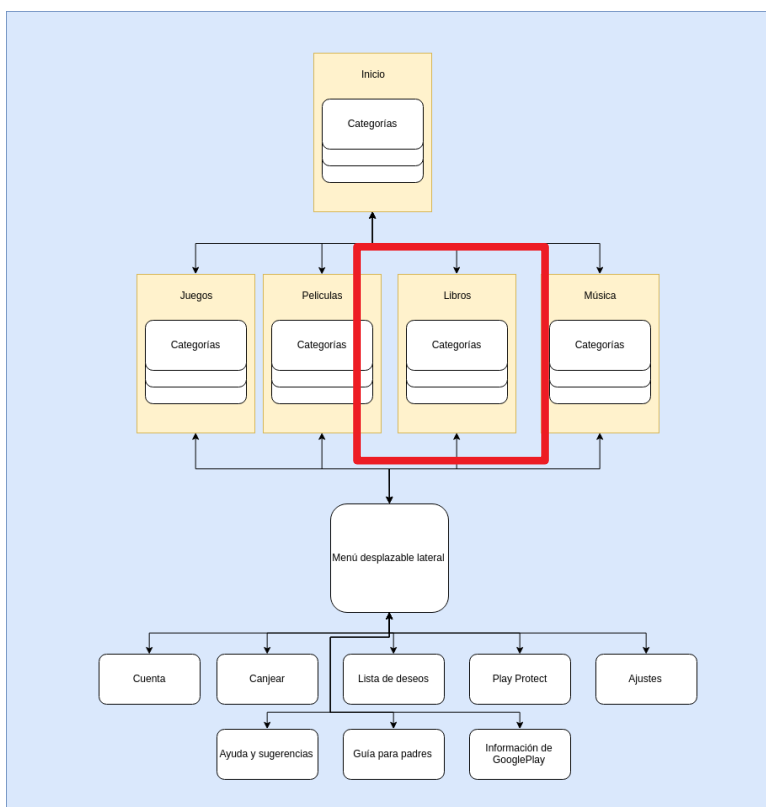 Inicio
Categorías
Juegos
Peliculas
Libros
Música
Categorías
Categorías
Categorías
Categorías
Menú desplazable lateral
Cuenta
Canjear
Lista de deseos
Play Protect
Ajustes
Ayuda y sugerencias
Guía para padres
Información de
GooglePlay